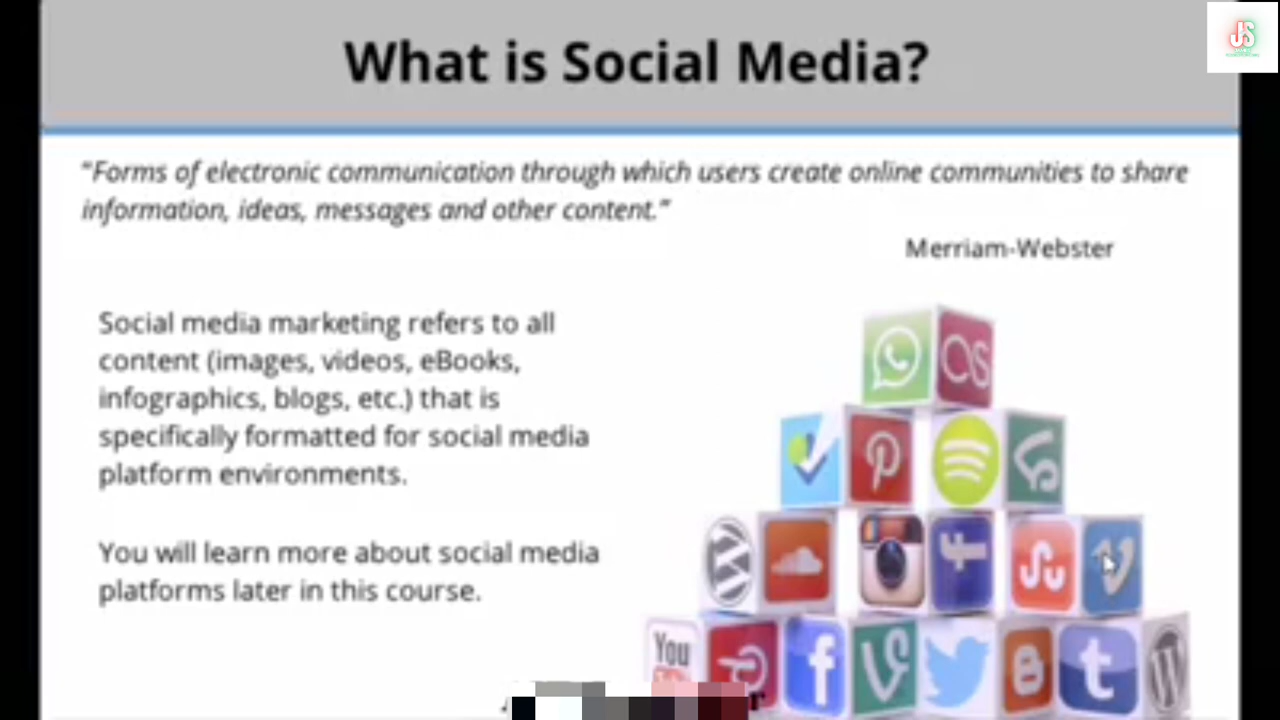 What is Social Media?
JS
“Forms of electronic communication through which users create online communities to share
information, ideas, messages and other content.”
Merriam-Webster
Social media marketing refers to all
content (images, videos, eBooks,
infographics, blogs, etc.) that is
specifically formatted for social media
platform environments.
You will learn more about social media
platforms later in this course.
You